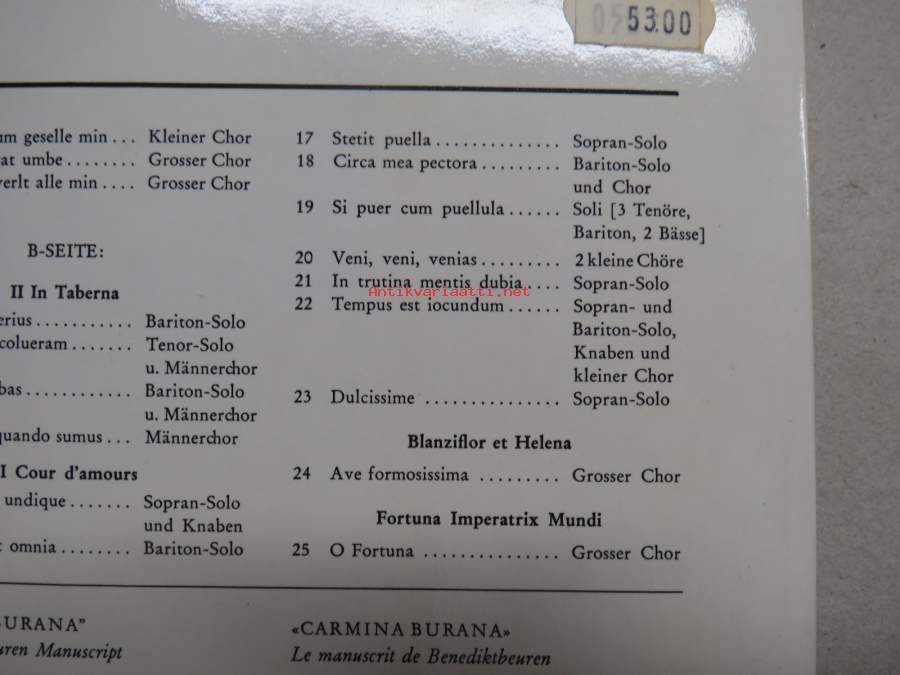 53.00
um geselle min ... Kleiner Chor
at umbe ........ Grosser Chor
verlt alle min .... Grosser Chor
B-SEITE:
II In Taberna
erius ........... Bariton-Solo
colueram ....... Tenor-Solo
u. Männerchor
bas ............ Bariton-Solo
u. Männerchor
quando sumus ... Männerchor
I Cour d'amours
undique ....... Sopran-Solo
und Knaben
t omnia ........ Bariton-Solo
17 Stetit puella .............. Sopran-Solo
18 Circa mea pectora ......... Bariton-Solo
und Chor
19 Si puer cum puellula ...... Soli [3 Tenöre,
Bariton, 2 Bässe]
20 Veni, veni, venias ......... 2 kleine Chöre
21 In trutina mentis dubia .... Sopran-Solo
Antikvariaatti.net
22 Tempus est iocundum ...... Sopran- und
Bariton-Solo,
Knaben und
kleiner Chor
23 Dulcissime ............... Sopran-Solo
Blanziflor et Helena
24 Ave formosissima ......... Grosser Chor
Fortuna Imperatrix Mundi
25 O Fortuna ............... Grosser Chor
BURANA”
uren Manuscript
«CARMINA BURANA»
Le manuscrit de Benediktbeuren